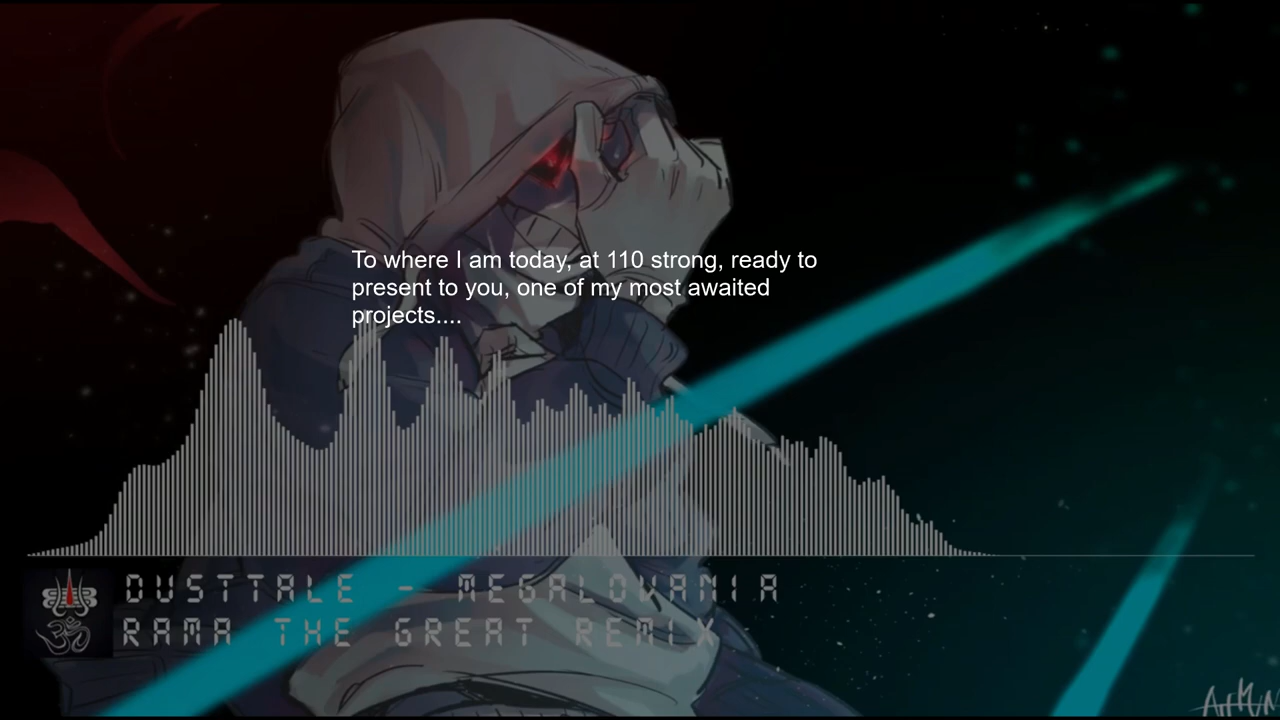 To where I am today, at 110 strong, ready to
present to you, one of my most awaited
projects....
DUSTTALE - MEGALOVANIA
RAMA THE GREAT REMIX